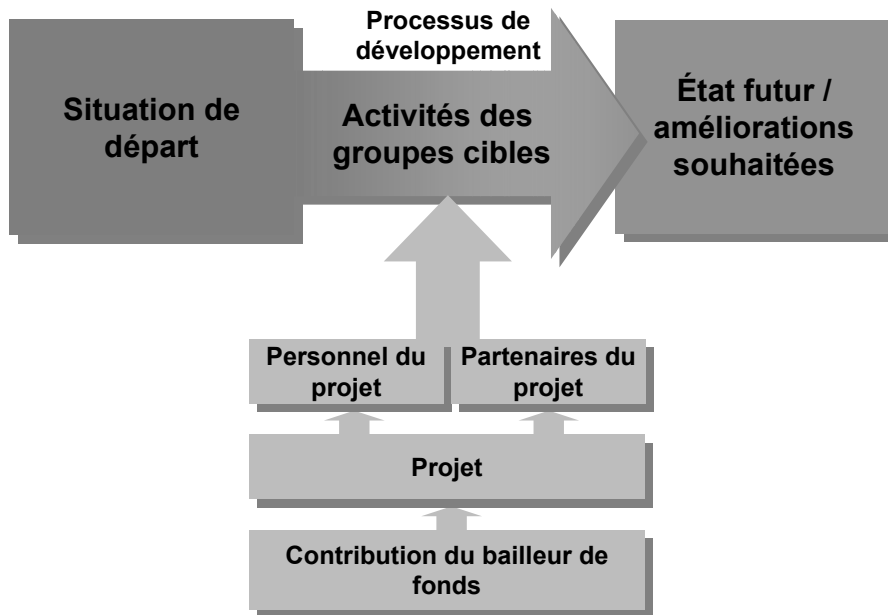 Processus de
développement
Situation de
départ
Activités des
groupes cibles
État futur /
améliorations
souhaitées
Personnel du
projet
Partenaires du
projet
Projet
Contribution du bailleur de
fonds